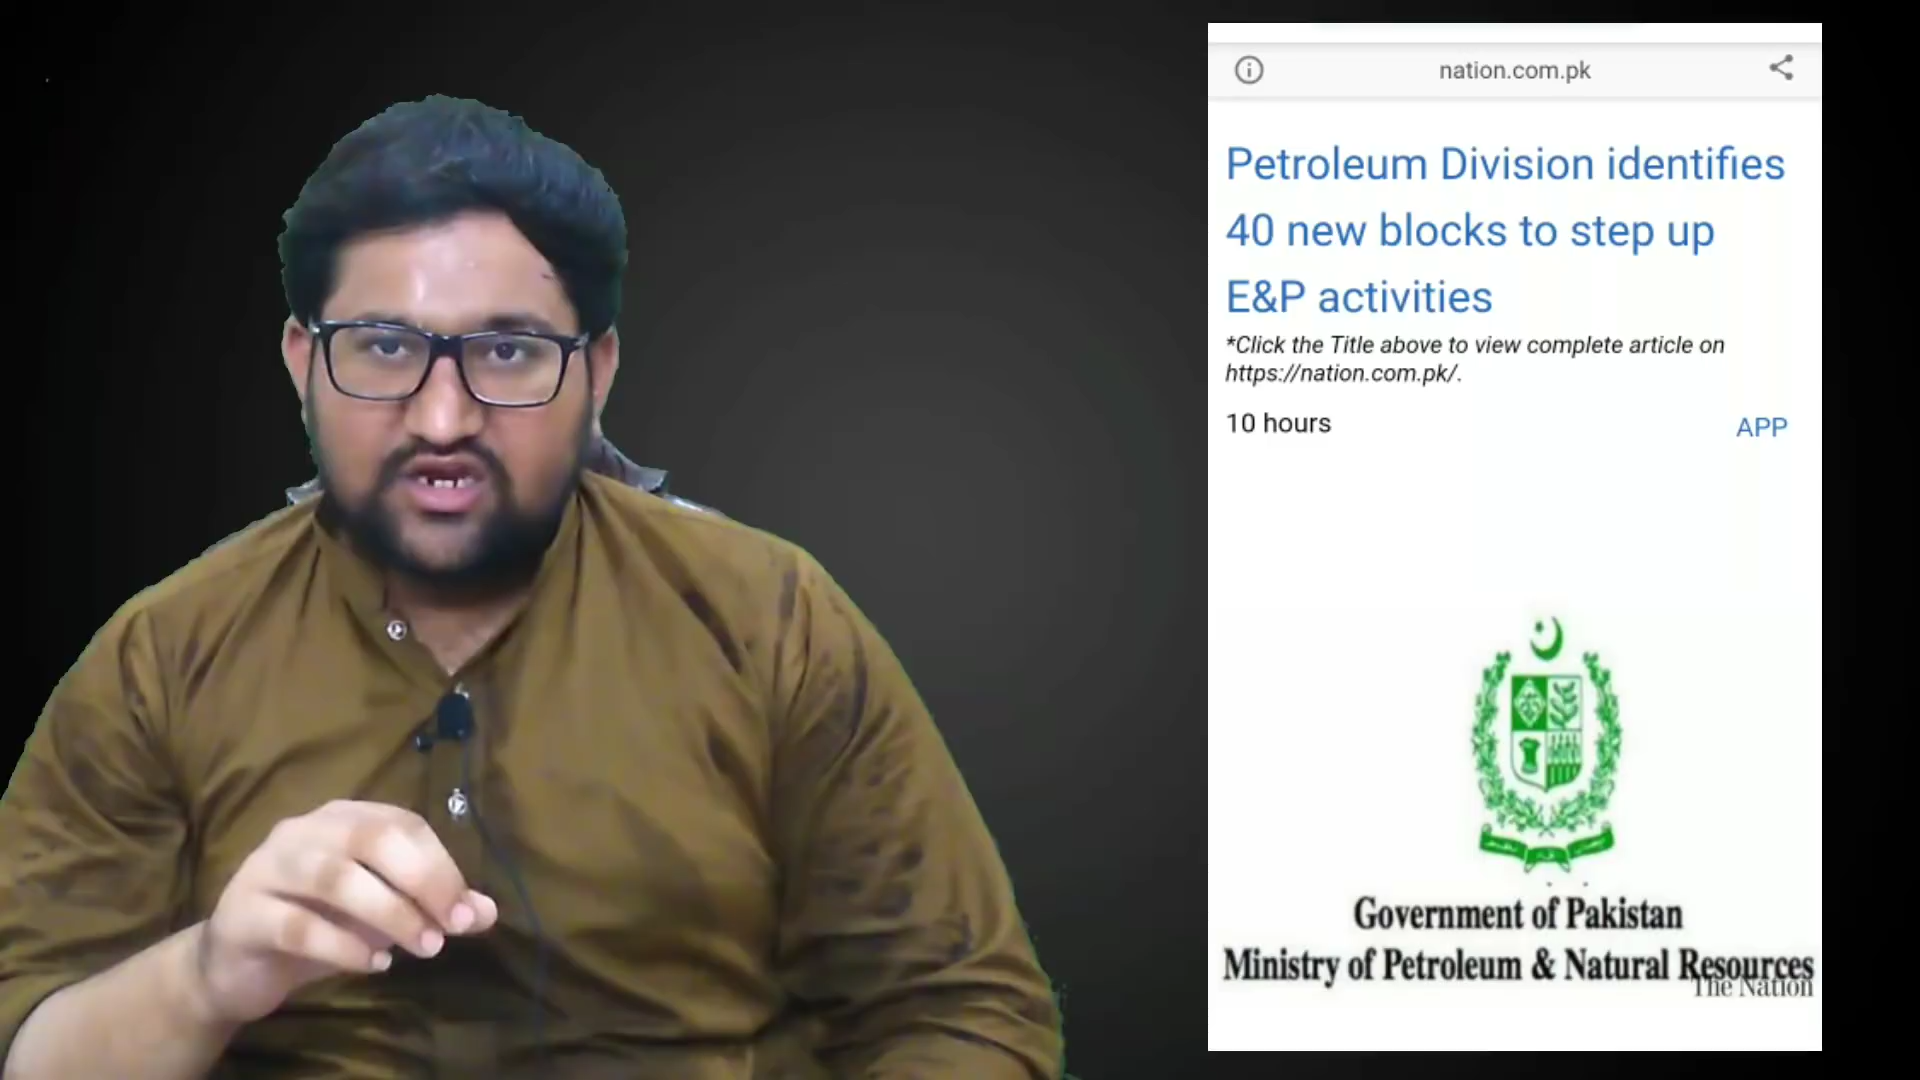 nation.com.pk
Petroleum Division identifies
40 new blocks to step up
E&P activities
*Click the Title above to view complete article on
https://nation.com.pk/.
10 hours
APP
Government of Pakistan
Ministry of Petroleum & Natural Resources
The Nation